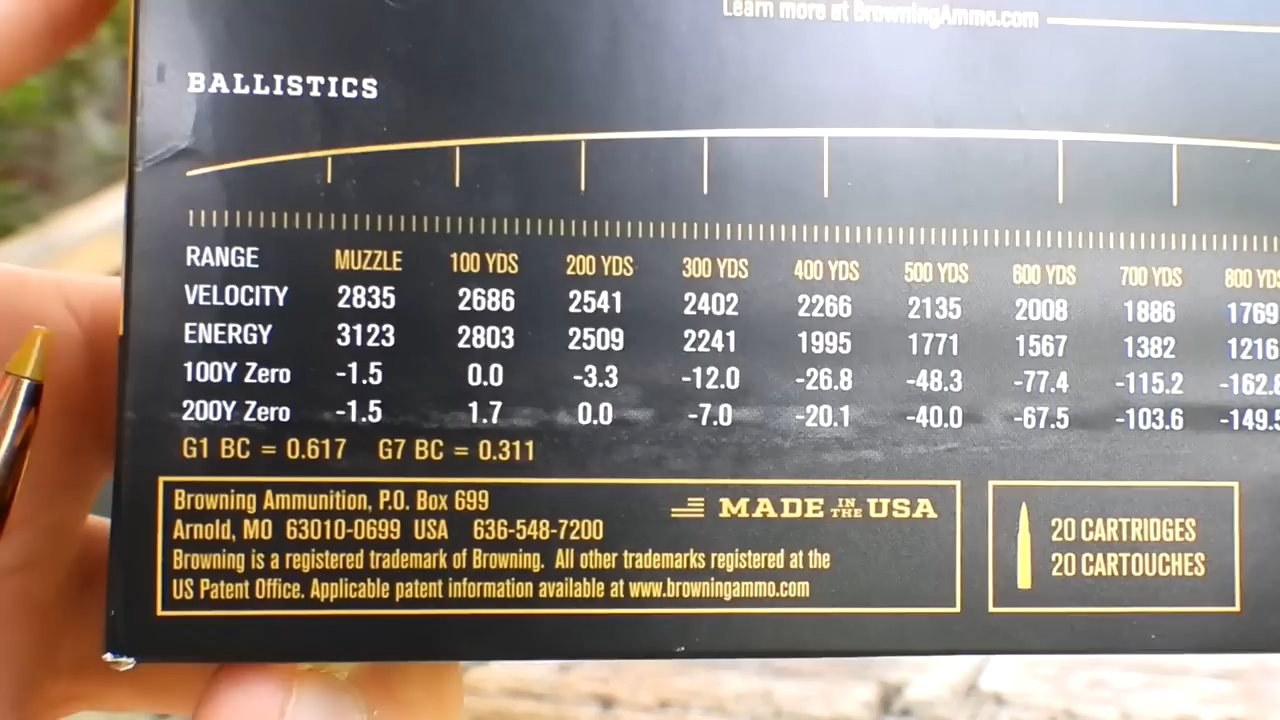 Learn more at BrowningAmmo.com
BALLISTICS
RANGE MUZZLE 100 YDS 200 YDS 300 YDS 400 YDS 500 YDS 600 YDS 700 YDS 800 YDS
VELOCITY 2835 2686 2541 2402 2266 2135 2008 1886 1769
ENERGY 3123 2803 2509 2241 1995 1771 1567 1382 1216
100Y Zero -1.5 0.0 -3.3 -12.0 -26.8 -48.3 -77.4 -115.2 -162.8
200Y Zero -1.5 1.7 0.0 -7.0 -20.1 -40.0 -67.5 -103.6 -149.5
G1 BC = 0.617 G7 BC = 0.311
Browning Ammunition, P.O. Box 699
Arnold, MO 63010-0699 USA 636-548-7200
Browning is a registered trademark of Browning. All other trademarks registered at the
US Patent Office. Applicable patent information available at www.browningammo.com
MADE IN THE USA
20 CARTRIDGES
20 CARTOUCHES